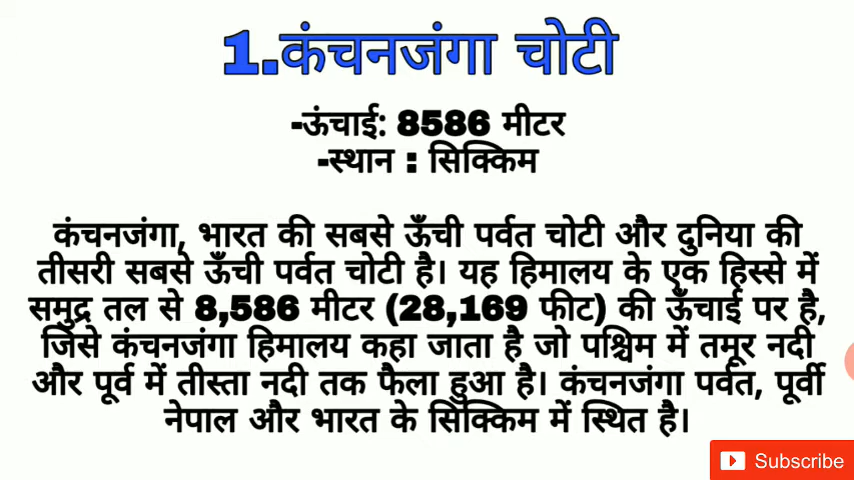 1.कंचनजंगा चोटी
-ऊंचाई: 8586 मीटर
-स्थान : सिक्किम
कंचनजंगा, भारत की सबसे ऊँची पर्वत चोटी और दुनिया की
तीसरी सबसे ऊँची पर्वत चोटी है। यह हिमालय के एक हिस्से में
समुद्र तल से 8,586 मीटर (28,169 फीट) की ऊँचाई पर है,
जिसे कंचनजंगा हिमालय कहा जाता है जो पश्चिम में तमूर नदी
और पूर्व में तीस्ता नदी तक फैला हुआ है। कंचनजंगा पर्वत, पूर्वी
नेपाल और भारत के सिक्किम में स्थित है।
Subscribe